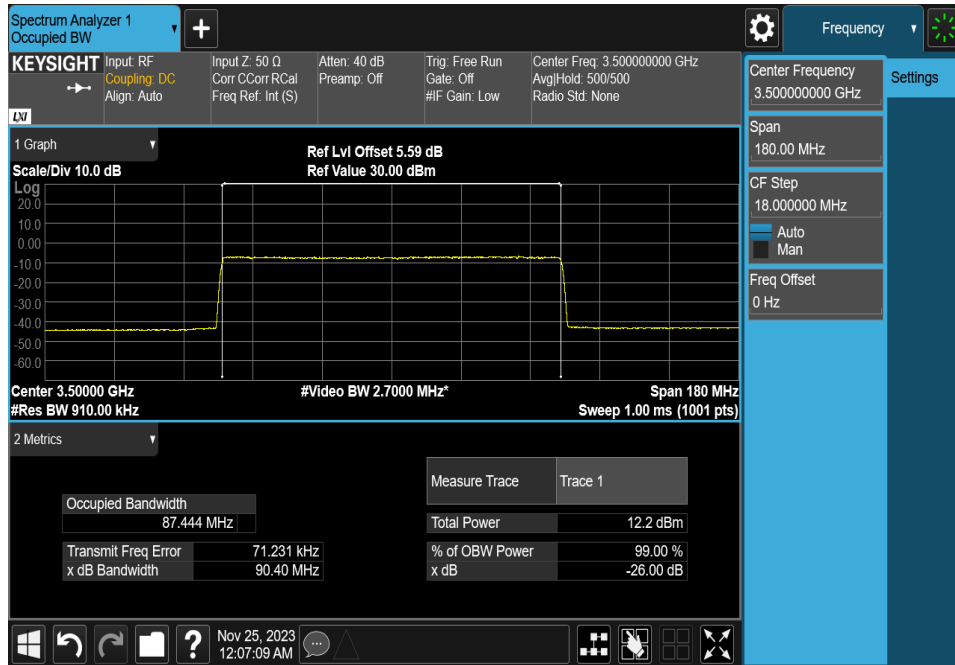 Spectrum Analyzer 1
Occupied BW
+
Frequency
KEYSIGHT
LXI
Input: RF
Coupling: DC
Align: Auto
Input Z: 50 Ω
Corr CCorr RCal
Freq Ref: Int (S)
Atten: 40 dB
Preamp: Off
Trig: Free Run
Gate: Off
#IF Gain: Low
Center Freq: 3.500000000 GHz
Avg|Hold: 500/500
Radio Std: None
Center Frequency
3.500000000 GHz
Settings
Span
180.00 MHz
CF Step
18.000000 MHz
Auto
Man
Freq Offset
0 Hz
1 Graph
Scale/Div 10.0 dB
Ref Lvl Offset 5.59 dB
Ref Value 30.00 dBm
Log
20.0
10.0
0.00
-10.0
-20.0
-30.0
-40.0
-50.0
-60.0
Center 3.50000 GHz
#Video BW 2.7000 MHz*
Span 180 MHz
#Res BW 910.00 kHz
Sweep 1.00 ms (1001 pts)
2 Metrics
Measure Trace
Trace 1
Occupied Bandwidth
87.444 MHz
Total Power
12.2 dBm
Transmit Freq Error
71.231 kHz
% of OBW Power
99.00 %
x dB Bandwidth
90.40 MHz
x dB
-26.00 dB
?
Nov 25, 2023
12:07:09 AM